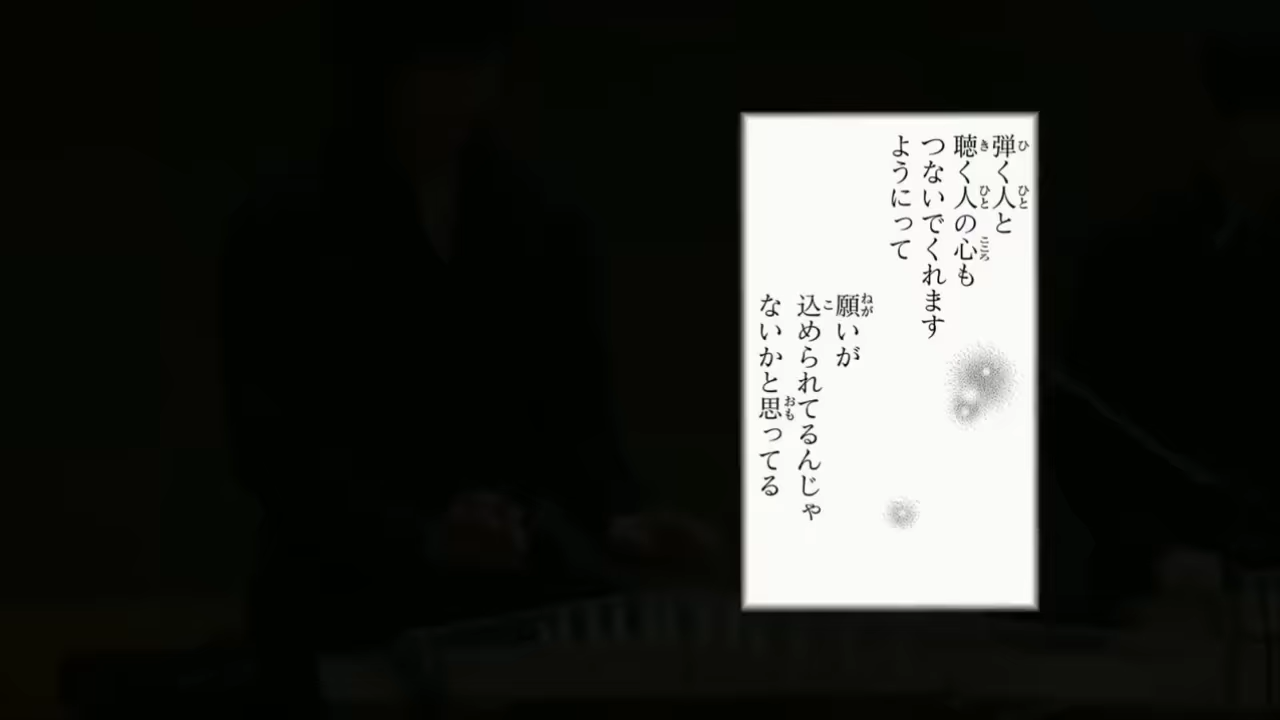 弾く人と
聴く人の心も
つないでくれます
ようにって
願いが
込められてるんじゃ
ないかと思ってる